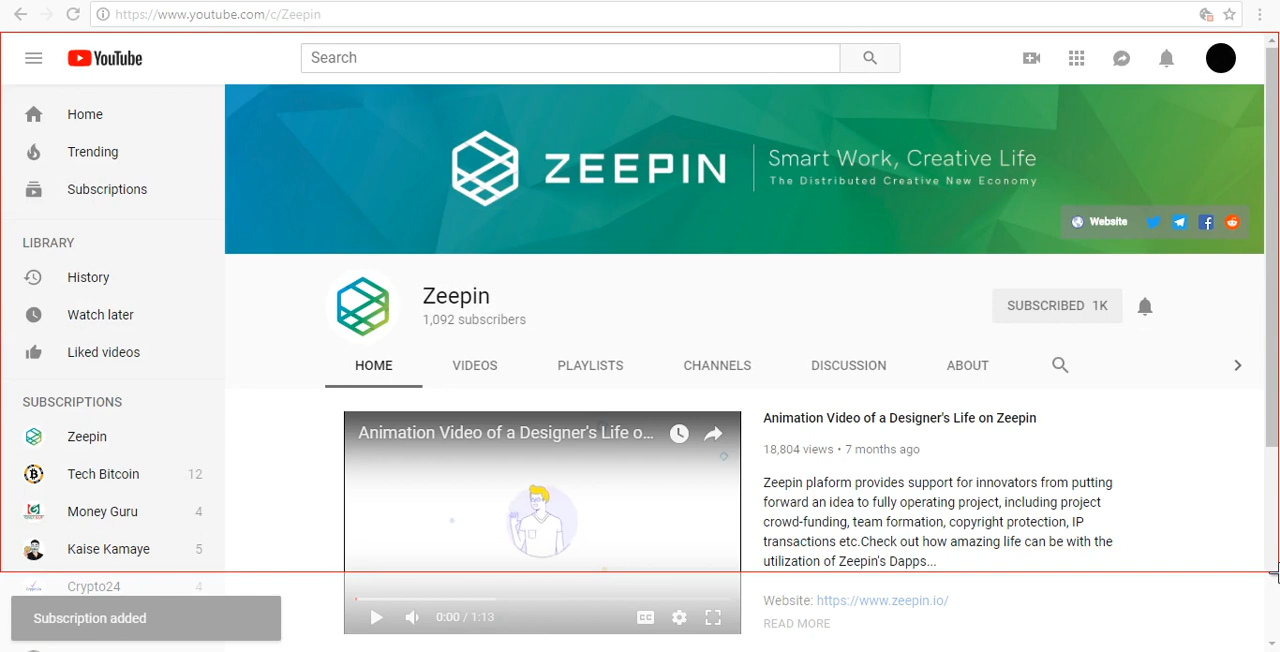 https://www.youtube.com/c/Zeepin
YouTube
Search
Home
Trending
Subscriptions
LIBRARY
History
Watch later
Liked videos
SUBSCRIPTIONS
Zeepin
Tech Bitcoin 12
Money Guru 4
Kaise Kamaye 5
Crypto24 4
Subscription added
ZEEPIN
Smart Work, Creative Life
The Distributed Creative New Economy
Website
Zeepin
1,092 subscribers
SUBSCRIBED 1K
HOME VIDEOS PLAYLISTS CHANNELS DISCUSSION ABOUT
Animation Video of a Designer's Life o...
0:00 / 1:13
CC
Animation Video of a Designer's Life on Zeepin
18,804 views • 7 months ago
Zeepin plaform provides support for innovators from putting
forward an idea to fully operating project, including project
crowd-funding, team formation, copyright protection, IP
transactions etc.Check out how amazing life can be with the
utilization of Zeepin's Dapps...
Website: https://www.zeepin.io/
READ MORE